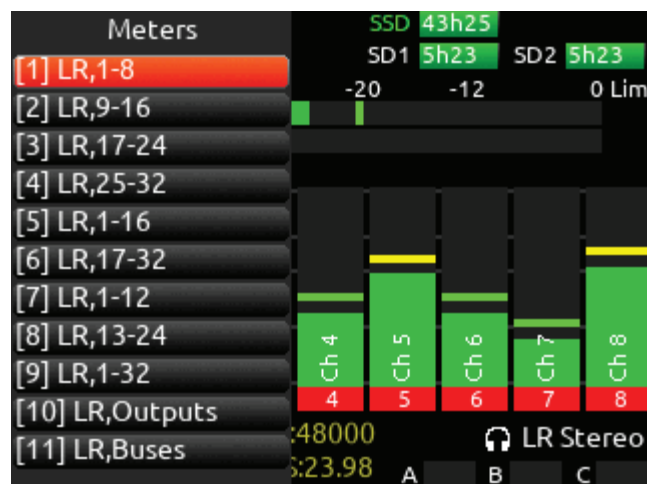 Meters
[1] LR,1-8
[2] LR,9-16
[3] LR,17-24
[4] LR,25-32
[5] LR,1-16
[6] LR,17-32
[7] LR,1-12
[8] LR,13-24
[9] LR,1-32
[10] LR,Outputs
[11] LR,Buses
SSD 43h25
SD1 5h23 SD2 5h23
-20 -12 0 Lim
Ch 4 Ch 5 Ch 6 Ch 7 Ch 8
4 5 6 7 8
:48000 LR Stereo
:23.98 A B C